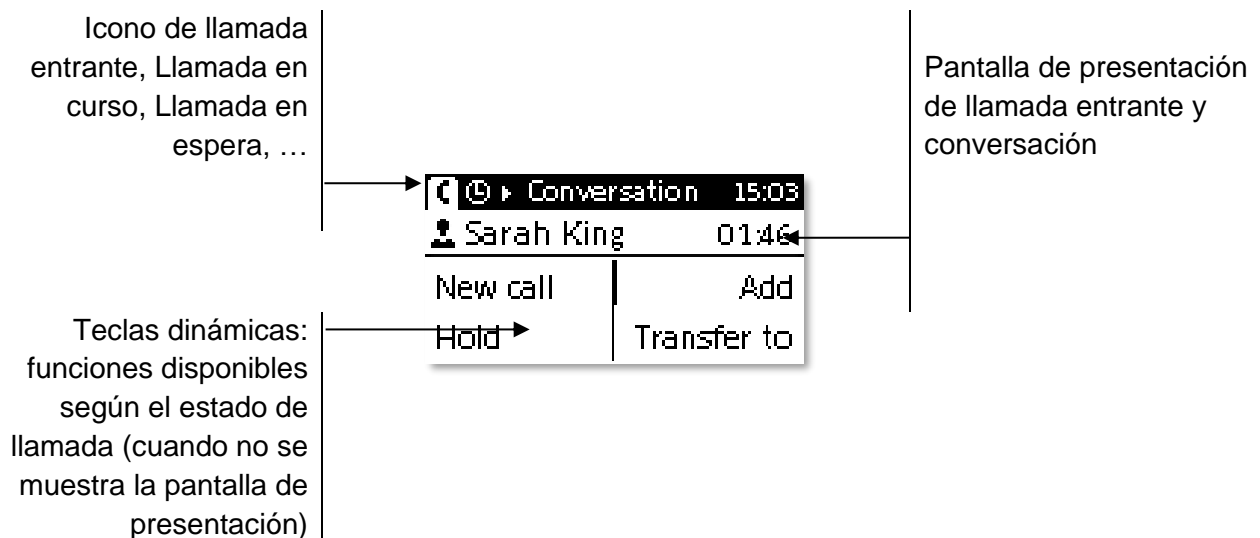 Icono de llamada
entrante, Llamada en
curso, Llamada en
espera, …
Pantalla de presentación
de llamada entrante y
conversación
Conversation 15:03
Sarah King 01:46
New call Add
Hold Transfer to
Teclas dinámicas:
funciones disponibles
según el estado de
llamada (cuando no se
muestra la pantalla de
presentación)